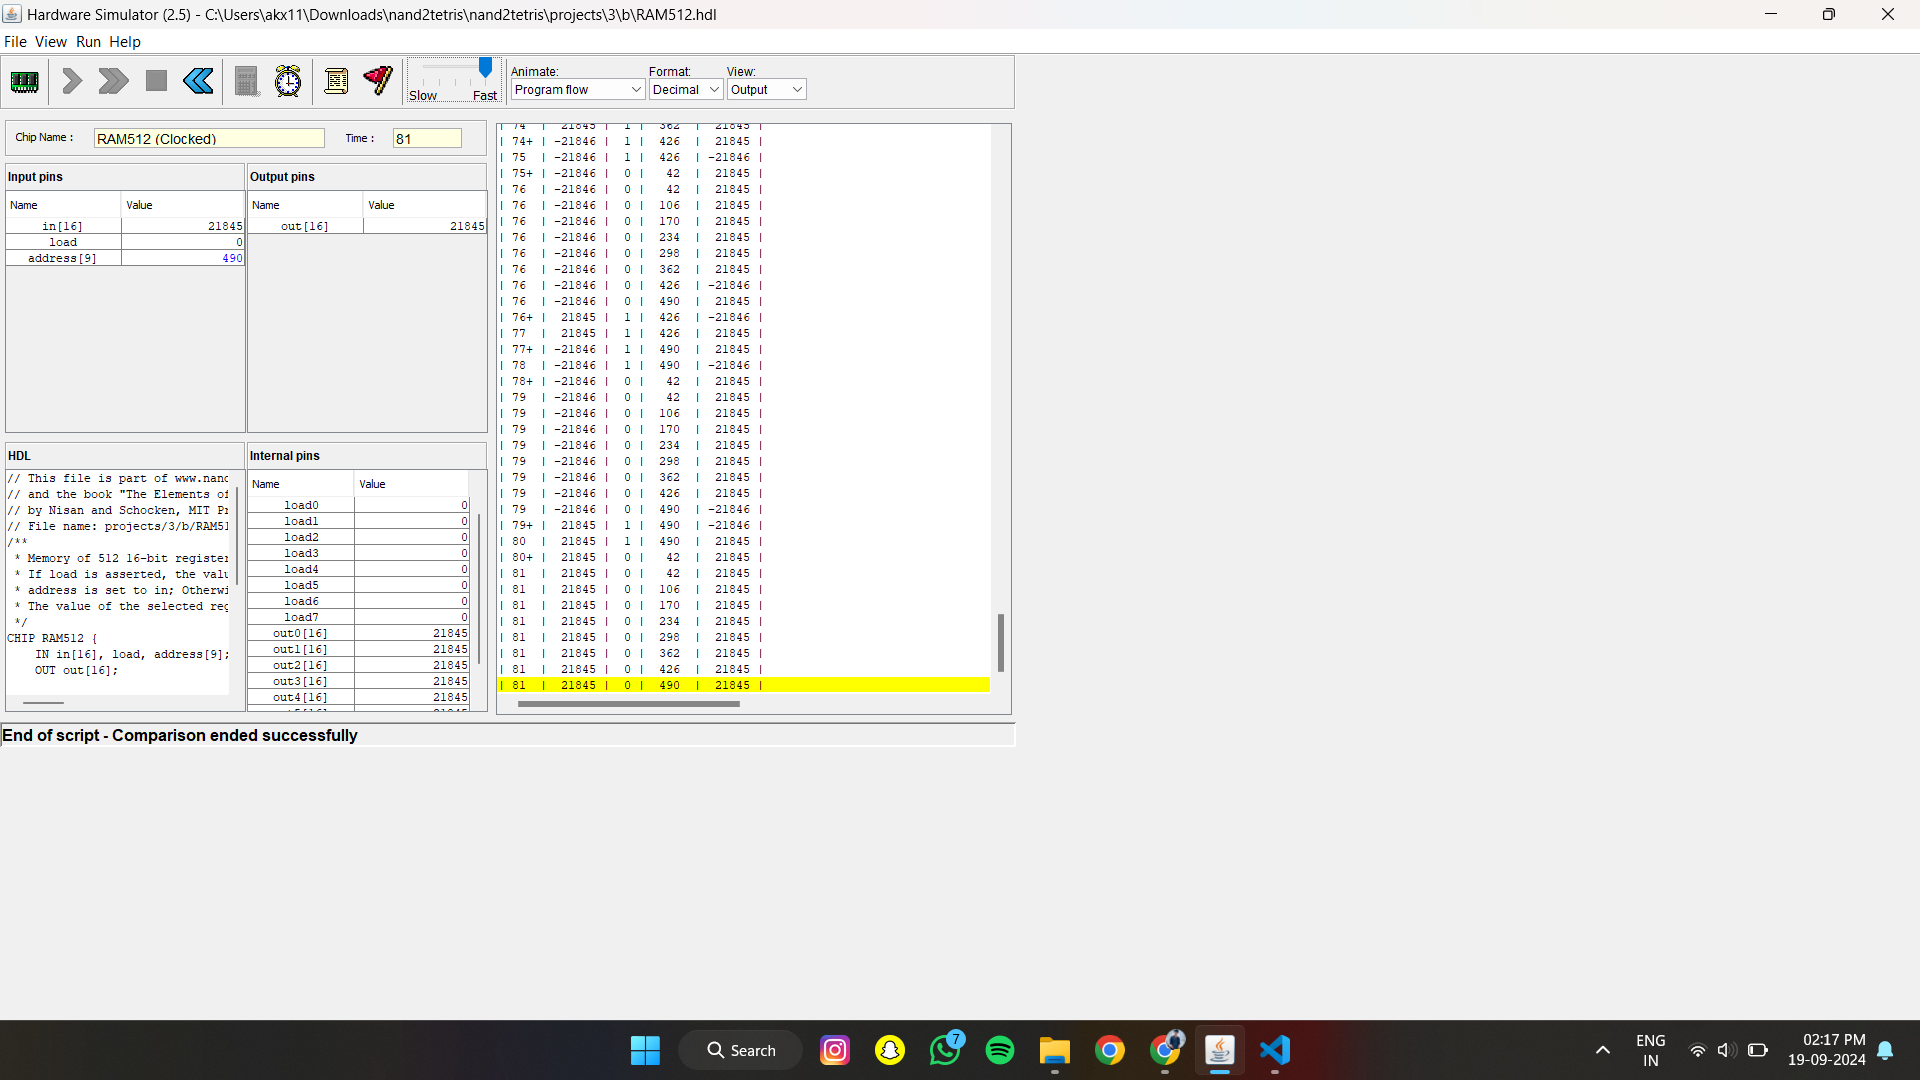 Hardware Simulator (2.5) - C:\Users\akx11\Downloads\nand2tetris\nand2tetris\projects\3\b\RAM512.hdl
File View Run Help
Animate: Format: View:
Slow Fast Program flow Decimal Output
Chip Name : RAM512 (Clocked) Time : 81
Input pins
Name Value
in[16] 21845
load 0
address[9] 490
Output pins
Name Value
out[16] 21845
HDL
// This file is part of www.nand
// and the book "The Elements of
// by Nisan and Schocken, MIT Pr
// File name: projects/3/b/RAM51
/**
* Memory of 512 16-bit register
* If load is asserted, the valu
* address is set to in; Otherwi
* The value of the selected reg
*/
CHIP RAM512 {
IN in[16], load, address[9];
OUT out[16];
Internal pins
Name Value
load0 0
load1 0
load2 0
load3 0
load4 0
load5 0
load6 0
load7 0
out0[16] 21845
out1[16] 21845
out2[16] 21845
out3[16] 21845
out4[16] 21845
| 74 | 21845 | 1 | 362 | 21845 |
| 74+ | -21846 | 1 | 426 | 21845 |
| 75 | -21846 | 1 | 426 | -21846 |
| 75+ | -21846 | 0 | 42 | 21845 |
| 76 | -21846 | 0 | 42 | 21845 |
| 76 | -21846 | 0 | 106 | 21845 |
| 76 | -21846 | 0 | 170 | 21845 |
| 76 | -21846 | 0 | 234 | 21845 |
| 76 | -21846 | 0 | 298 | 21845 |
| 76 | -21846 | 0 | 362 | 21845 |
| 76 | -21846 | 0 | 426 | -21846 |
| 76 | -21846 | 0 | 490 | 21845 |
| 76+ | 21845 | 1 | 426 | -21846 |
| 77 | 21845 | 1 | 426 | 21845 |
| 77+ | -21846 | 1 | 490 | 21845 |
| 78 | -21846 | 1 | 490 | -21846 |
| 78+ | -21846 | 0 | 42 | 21845 |
| 79 | -21846 | 0 | 42 | 21845 |
| 79 | -21846 | 0 | 106 | 21845 |
| 79 | -21846 | 0 | 170 | 21845 |
| 79 | -21846 | 0 | 234 | 21845 |
| 79 | -21846 | 0 | 298 | 21845 |
| 79 | -21846 | 0 | 362 | 21845 |
| 79 | -21846 | 0 | 426 | 21845 |
| 79 | -21846 | 0 | 490 | -21846 |
| 79+ | 21845 | 1 | 490 | -21846 |
| 80 | 21845 | 1 | 490 | 21845 |
| 80+ | 21845 | 0 | 42 | 21845 |
| 81 | 21845 | 0 | 42 | 21845 |
| 81 | 21845 | 0 | 106 | 21845 |
| 81 | 21845 | 0 | 170 | 21845 |
| 81 | 21845 | 0 | 234 | 21845 |
| 81 | 21845 | 0 | 298 | 21845 |
| 81 | 21845 | 0 | 362 | 21845 |
| 81 | 21845 | 0 | 426 | 21845 |
| 81 | 21845 | 0 | 490 | 21845 |
End of script - Comparison ended successfully
Search
7
ENG
IN
02:17 PM
19-09-2024